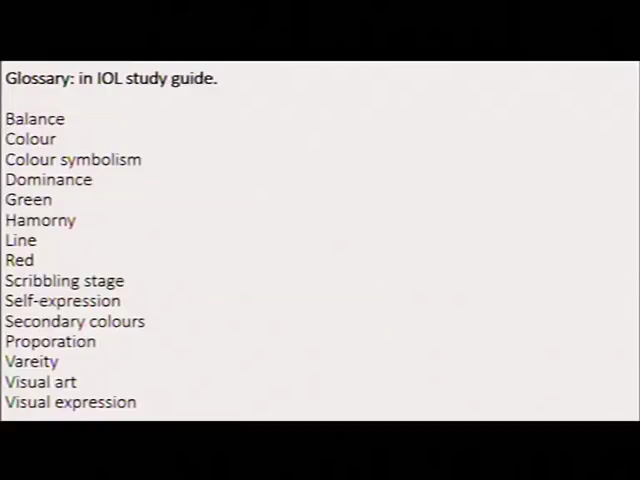 Glossary: in IOL study guide.
Balance
Colour
Colour symbolism
Dominance
Green
Hamorny
Line
Red
Scribbling stage
Self-expression
Secondary colours
Proporation
Vareity
Visual art
Visual expression